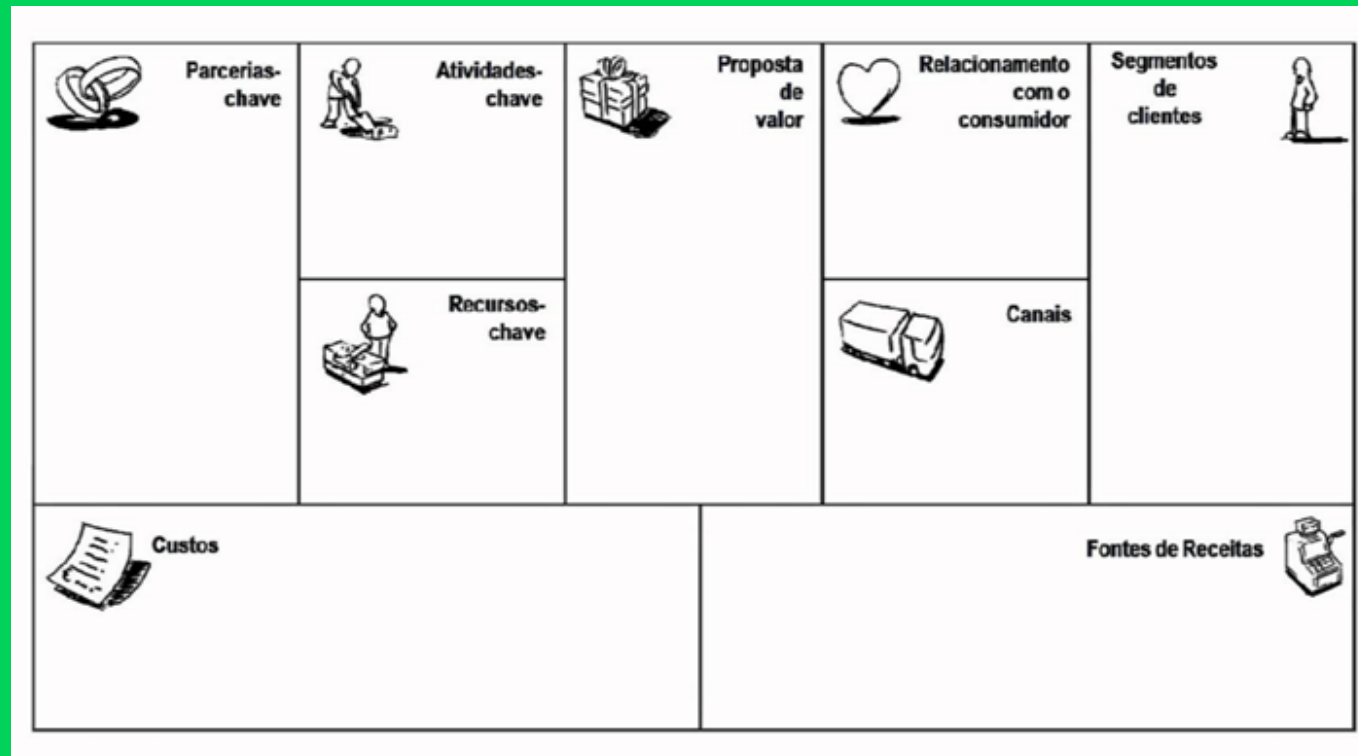 Parcerias-
chave
Atividades-
chave
Recursos-
chave
Proposta
de
valor
Relacionamento
com o
consumidor
Canais
Segmentos
de
clientes
Custos
Fontes de Receitas